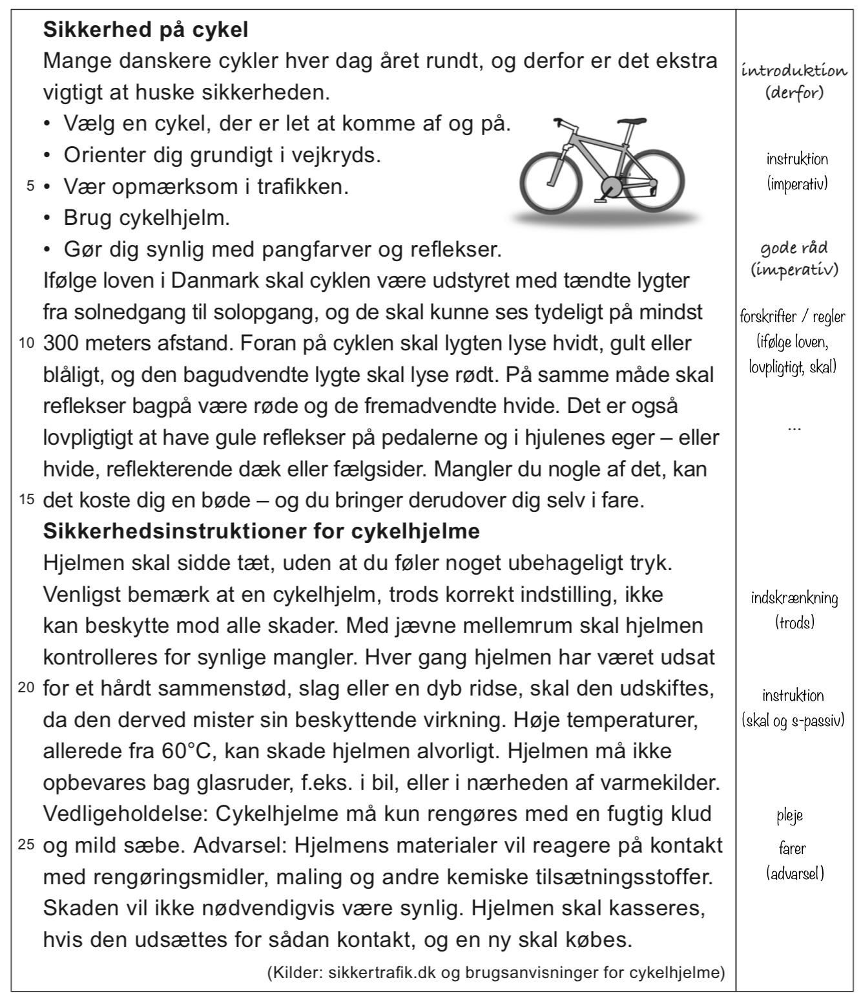 Sikkerhed på cykel
Mange danskere cykler hver dag året rundt, og derfor er det ekstra
vigtigt at huske sikkerheden.
• Vælg en cykel, der er let at komme af og på.
• Orienter dig grundigt i vejkryds.
5 • Vær opmærksom i trafikken.
• Brug cykelhjelm.
• Gør dig synlig med pangfarver og reflekser.
Ifølge loven i Danmark skal cyklen være udstyret med tændte lygter
fra solnedgang til solopgang, og de skal kunne ses tydeligt på mindst
10 300 meters afstand. Foran på cyklen skal lygten lyse hvidt, gult eller
blåligt, og den bagudvendte lygte skal lyse rødt. På samme måde skal
reflekser bagpå være røde og de fremadvendte hvide. Det er også
lovpligtigt at have gule reflekser på pedalerne og i hjulenes eger – eller
hvide, reflekterende dæk eller fælgsider. Mangler du nogle af det, kan
15 det koste dig en bøde – og du bringer derudover dig selv i fare.
Sikkerhedsinstruktioner for cykelhjelme
Hjelmen skal sidde tæt, uden at du føler noget ubehageligt tryk.
Venligst bemærk at en cykelhjelm, trods korrekt indstilling, ikke
kan beskytte mod alle skader. Med jævne mellemrum skal hjelmen
kontrolleres for synlige mangler. Hver gang hjelmen har været udsat
20 for et hårdt sammenstød, slag eller en dyb ridse, skal den udskiftes,
da den derved mister sin beskyttende virkning. Høje temperaturer,
allerede fra 60°C, kan skade hjelmen alvorligt. Hjelmen må ikke
opbevares bag glasruder, f.eks. i bil, eller i nærheden af varmekilder.
Vedligeholdelse: Cykelhjelme må kun rengøres med en fugtig klud
25 og mild sæbe. Advarsel: Hjelmens materialer vil reagere på kontakt
med rengøringsmidler, maling og andre kemiske tilsætningsstoffer.
Skaden vil ikke nødvendigvis være synlig. Hjelmen skal kasseres,
hvis den udsættes for sådan kontakt, og en ny skal købes.
(Kilder: sikkertrafik.dk og brugsanvisninger for cykelhjelme)
introduktion
(derfor)
instruktion
(imperativ)
gode råd
(imperativ)
forskrifter / regler
(ifølge loven,
lovpligtigt, skal)
...
indskrænkning
(trods)
instruktion
(skal og s-passiv)
pleje
farer
(advarsel)